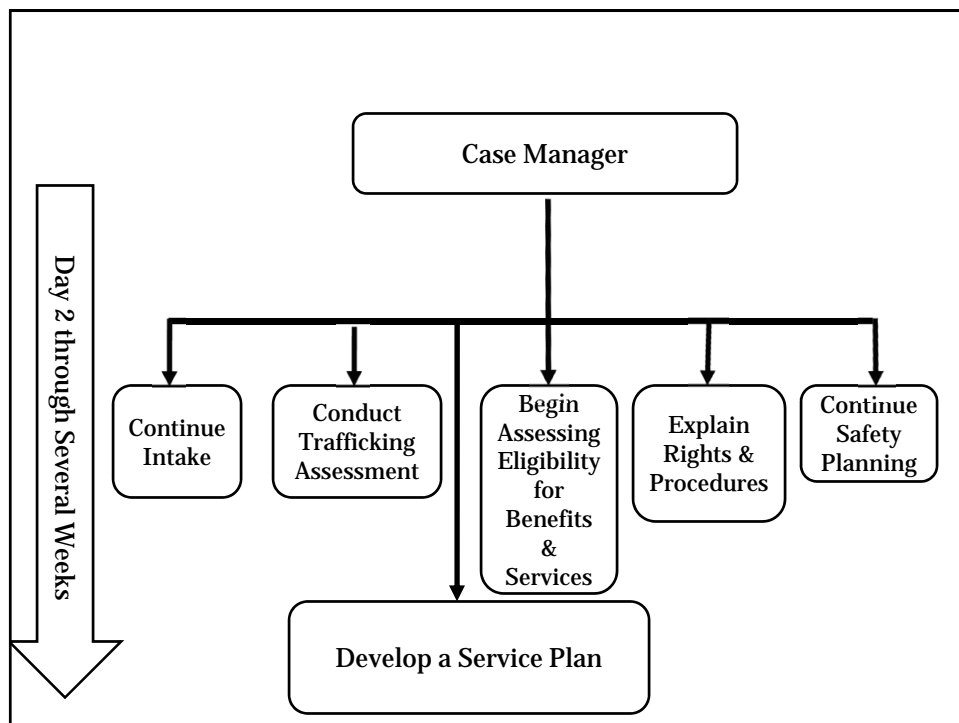 Case Manager
Day 2 through Several Weeks
Continue
Intake
Conduct
Trafficking
Assessment
Begin
Assessing
Eligibility
for
Benefits
&
Services
Explain
Rights &
Procedures
Continue
Safety
Planning
Develop a Service Plan